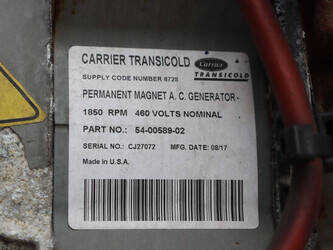 CARRIER TRANSICOLD
Carrier
TRANSICOLD
SUPPLY CODE NUMBER 6729
PERMANENT MAGNET A. C. GENERATOR
1850 RPM 460 VOLTS NOMINAL
PART NO.: 54-00589-02
SERIAL NO.: CJ27072 MFG. DATE: 08/17
Made in U.S.A.